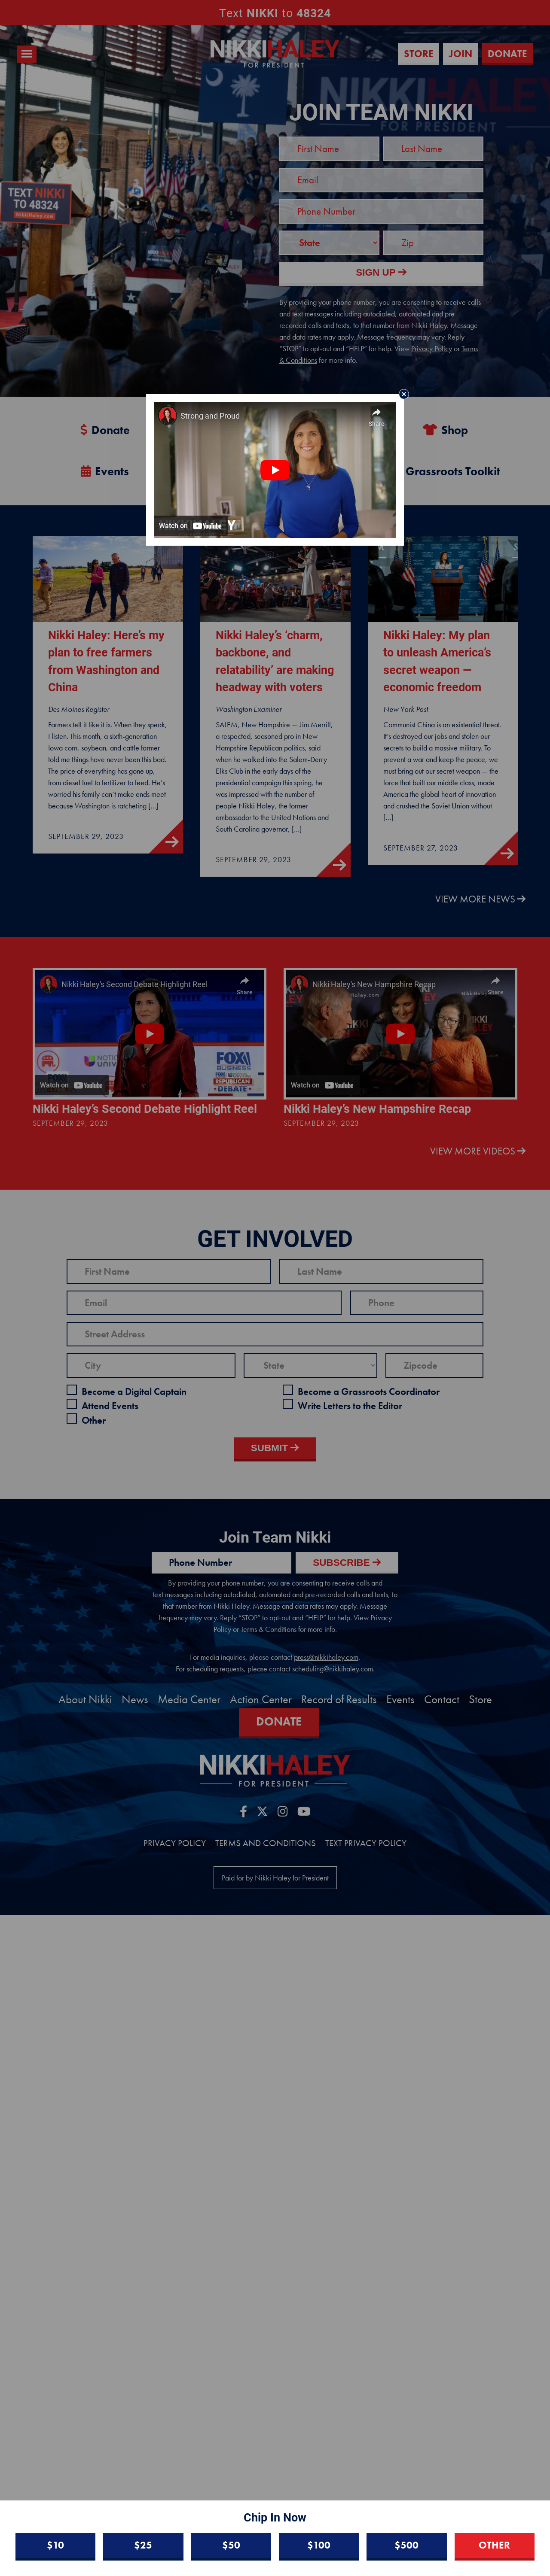 Text NIKKI to 48324
NIKKIHALEY
FOR PRESIDENT
STORE
JOIN
DONATE
JOIN TEAM NIKKI
TEXT NIKKI
TO 48324
NikkiHaley.com
First Name
Last Name
Email
Phone Number
State
Zip
SIGN UP
By providing your phone number, you are consenting to receive calls
and text messages including autodialed, automated and pre-
recorded calls and texts, to that number from Nikki Haley. Message
and data rates may apply. Message frequency may vary. Reply
"STOP" to opt-out and "HELP" for help. View Privacy Policy or Terms
& Conditions for more info.
Donate
Shop
Events
Grassroots Toolkit
Strong and Proud
Share
Watch on YouTube
Nikki Haley: Here's my
plan to free farmers
from Washington and
China
Des Moines Register
Farmers tell it like it is. When they speak,
I listen. This month, a sixth-generation
Iowa corn, soybean, and cattle farmer
told me things have never been this bad.
The price of everything has gone up,
from diesel fuel to fertilizer to feed. He's
worried his family can't make ends meet
because Washington is ratcheting [...]
SEPTEMBER 29, 2023
Nikki Haley's 'charm,
backbone, and
relatability' are making
headway with voters
Washington Examiner
SALEM, New Hampshire — Jim Merrill,
a respected, seasoned pro in New
Hampshire Republican politics, said
when he walked into the Salem-Derry
Elks Club in the early days of the
presidential campaign this spring, he
was impressed with the number of
people Nikki Haley, the former
ambassador to the United Nations and
South Carolina governor, [...]
SEPTEMBER 29, 2023
Nikki Haley: My plan
to unleash America's
secret weapon —
economic freedom
New York Post
Communist China is an existential threat.
It's destroyed our jobs and stolen our
secrets to build a massive military. To
prevent a war and keep the peace, we
must bring out our secret weapon — the
force that built our middle class, made
America the global heart of innovation
and crushed the Soviet Union without
[...]
SEPTEMBER 27, 2023
VIEW MORE NEWS
Nikki Haley's Second Debate Highlight Reel
Share
FOX
BUSINESS
REPUBLICAN
DEBATE
Watch on YouTube
Nikki Haley's Second Debate Highlight Reel
SEPTEMBER 29, 2023
Nikki Haley's New Hampshire Recap
Share
Watch on YouTube
Nikki Haley's New Hampshire Recap
SEPTEMBER 29, 2023
VIEW MORE VIDEOS
GET INVOLVED
First Name
Last Name
Email
Phone
Street Address
City
State
Zipcode
Become a Digital Captain
Become a Grassroots Coordinator
Attend Events
Write Letters to the Editor
Other
SUBMIT
Join Team Nikki
Phone Number
SUBSCRIBE
By providing your phone number, you are consenting to receive calls and
text messages including autodialed, automated and pre-recorded calls and texts, to
that number from Nikki Haley. Message and data rates may apply. Message
frequency may vary. Reply "STOP" to opt-out and "HELP" for help. View Privacy
Policy or Terms & Conditions for more info.
For media inquiries, please contact press@nikkihaley.com.
For scheduling requests, please contact scheduling@nikkihaley.com.
About Nikki News Media Center Action Center Record of Results Events Contact Store
DONATE
NIKKIHALEY
FOR PRESIDENT
PRIVACY POLICY TERMS AND CONDITIONS TEXT PRIVACY POLICY
Paid for by Nikki Haley for President
Chip In Now
$10
$25
$50
$100
$500
OTHER